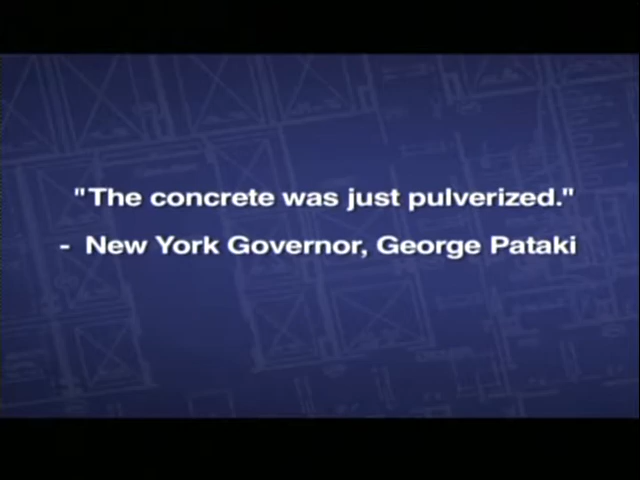 "The concrete was just pulverized."
- New York Governor, George Pataki